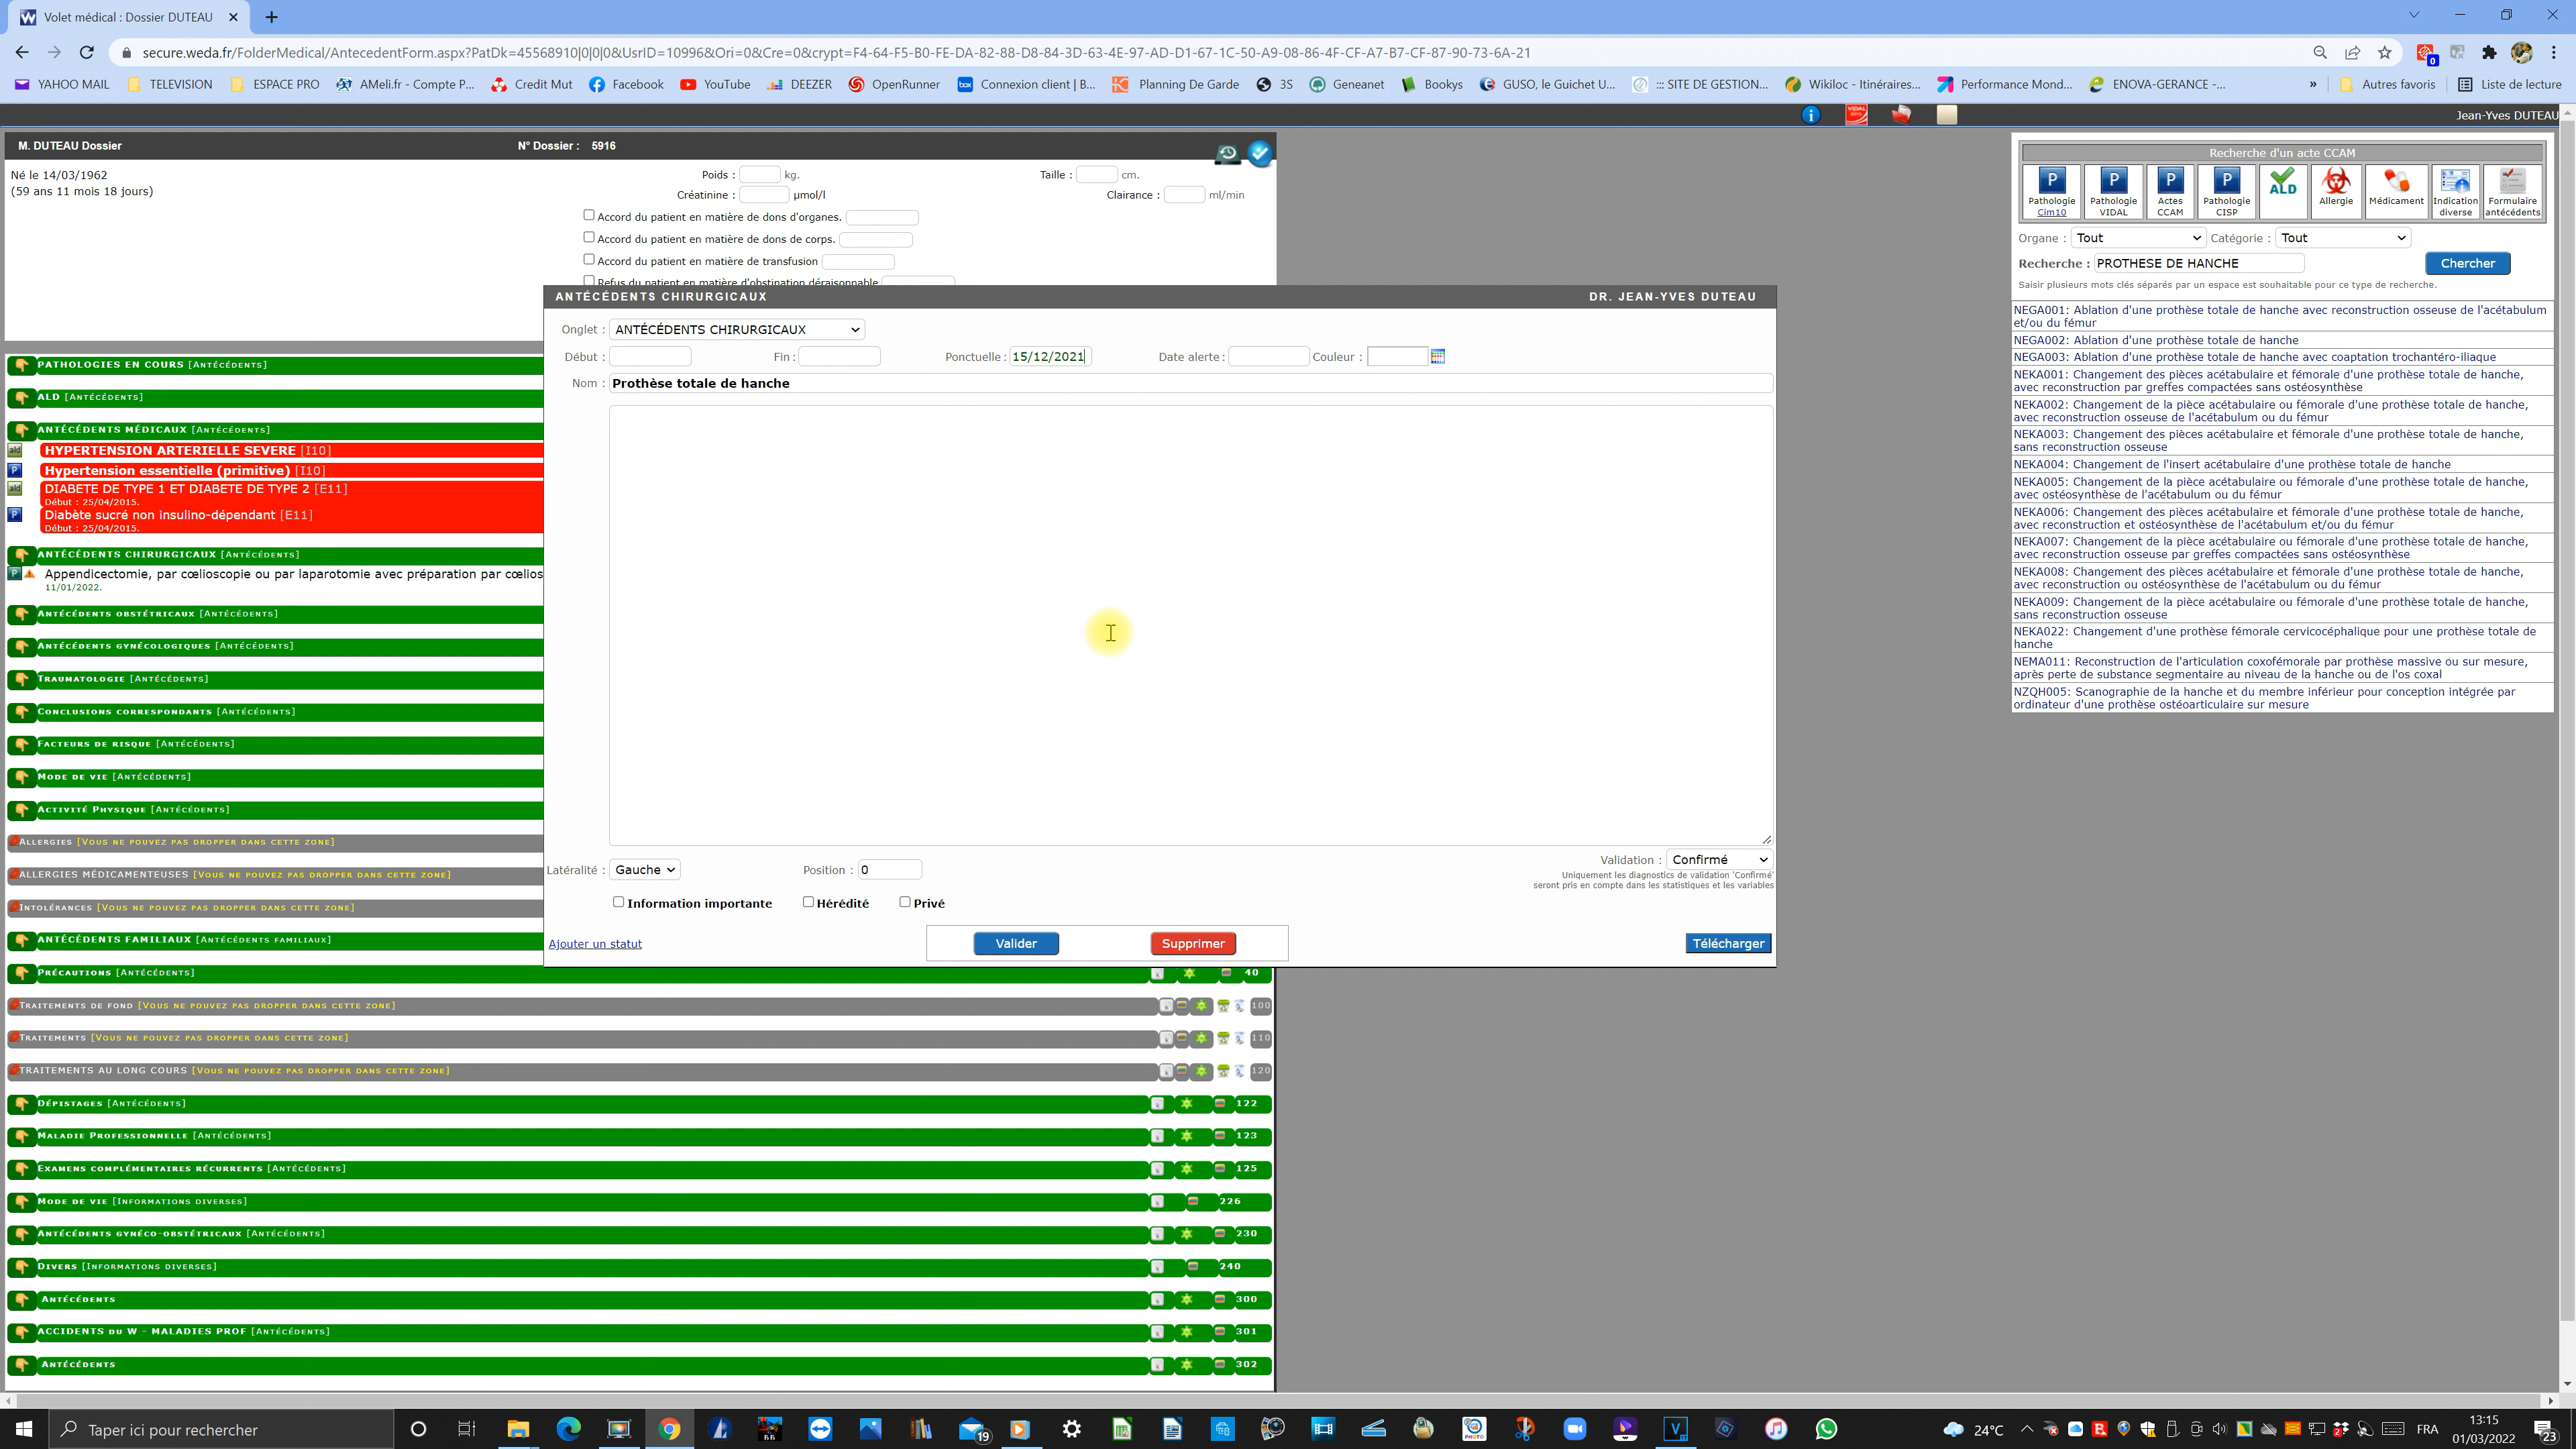 Volet médical : Dossier DUTEAU
secure.weda.fr/FolderMedical/AntecedentForm.aspx?PatDk=45568910|0|0|0&UsrID=10996&Ori=0&Cre=0&crypt=F4-64-F5-B0-FE-DA-82-88-D8-84-3D-63-4E-97-AD-D1-67-1C-50-A9-08-86-4F-CF-A7-B7-CF-87-90-73-6A-21
YAHOO MAIL TELEVISION ESPACE PRO AMeli.fr - Compte P... Credit Mut Facebook YouTube DEEZER OpenRunner Connexion client | B... Planning De Garde 3S Geneanet Bookys GUSO, le Guichet U... ::: SITE DE GESTION... Wikiloc - Itinéraires... Performance Mond... ENOVA-GERANCE -... » Autres favoris Liste de lecture
Jean-Yves DUTEAU
M. DUTEAU Dossier N° Dossier : 5916
Né le 14/03/1962
(59 ans 11 mois 18 jours)
Poids : kg. Taille : cm.
Créatinine : µmol/l Clairance : ml/min
Accord du patient en matière de dons d'organes.
Accord du patient en matière de dons de corps.
Accord du patient en matière de transfusion
Refus du patient en matière d'obstination déraisonnable
PATHOLOGIES EN COURS [ANTÉCÉDENTS]
ALD [ANTÉCÉDENTS]
ANTÉCÉDENTS MÉDICAUX [ANTÉCÉDENTS]
ald HYPERTENSION ARTERIELLE SEVERE [I10]
P Hypertension essentielle (primitive) [I10]
ald DIABETE DE TYPE 1 ET DIABETE DE TYPE 2 [E11]
Début : 25/04/2015.
P Diabète sucré non insulino-dépendant [E11]
Début : 25/04/2015.
ANTÉCÉDENTS CHIRURGICAUX [ANTÉCÉDENTS]
P Appendicectomie, par cœlioscopie ou par laparotomie avec préparation par cœlios
11/01/2022.
ANTÉCÉDENTS OBSTÉTRICAUX [ANTÉCÉDENTS]
ANTÉCÉDENTS GYNÉCOLOGIQUES [ANTÉCÉDENTS]
TRAUMATOLOGIE [ANTÉCÉDENTS]
CONCLUSIONS CORRESPONDANTS [ANTÉCÉDENTS]
FACTEURS DE RISQUE [ANTÉCÉDENTS]
MODE DE VIE [ANTÉCÉDENTS]
ACTIVITÉ PHYSIQUE [ANTÉCÉDENTS]
ALLERGIES [VOUS NE POUVEZ PAS DROPPER DANS CETTE ZONE]
ALLERGIES MÉDICAMENTEUSES [VOUS NE POUVEZ PAS DROPPER DANS CETTE ZONE]
INTOLÉRANCES [VOUS NE POUVEZ PAS DROPPER DANS CETTE ZONE]
ANTÉCÉDENTS FAMILIAUX [ANTÉCÉDENTS FAMILIAUX]
PRÉCAUTIONS [ANTÉCÉDENTS] 40
TRAITEMENTS DE FOND [VOUS NE POUVEZ PAS DROPPER DANS CETTE ZONE] 100
TRAITEMENTS [VOUS NE POUVEZ PAS DROPPER DANS CETTE ZONE] 110
TRAITEMENTS AU LONG COURS [VOUS NE POUVEZ PAS DROPPER DANS CETTE ZONE] 120
DÉPISTAGES [ANTÉCÉDENTS] 122
MALADIE PROFESSIONNELLE [ANTÉCÉDENTS] 123
EXAMENS COMPLÉMENTAIRES RÉCURRENTS [ANTÉCÉDENTS] 125
MODE DE VIE [INFORMATIONS DIVERSES] 226
ANTÉCÉDENTS GYNÉCO-OBSTÉTRICAUX [ANTÉCÉDENTS] 230
DIVERS [INFORMATIONS DIVERSES] 240
ANTÉCÉDENTS 300
ACCIDENTS DU W - MALADIES PROF [ANTÉCÉDENTS] 301
ANTÉCÉDENTS 302
ANTÉCÉDENTS CHIRURGICAUX DR. JEAN-YVES DUTEAU
Onglet : ANTÉCÉDENTS CHIRURGICAUX
Début : Fin : Ponctuelle : 15/12/2021 Date alerte : Couleur :
Nom : Prothèse totale de hanche
Latéralité : Gauche Position : 0 Validation : Confirmé
Uniquement les diagnostics de validation 'Confirmé'
seront pris en compte dans les statistiques et les variables
Information importante Hérédité Privé
Ajouter un statut Valider Supprimer Télécharger
Recherche d'un acte CCAM
Pathologie Cim10
Pathologie VIDAL
Actes CCAM
Pathologie CISP
ALD
Allergie
Médicament
Indication diverse
Formulaire antécédents
Organe : Tout Catégorie : Tout
Recherche : PROTHESE DE HANCHE Chercher
Saisir plusieurs mots clés séparés par un espace est souhaitable pour ce type de recherche.
NEGA001: Ablation d'une prothèse totale de hanche avec reconstruction osseuse de l'acétabulum
et/ou du fémur
NEGA002: Ablation d'une prothèse totale de hanche
NEGA003: Ablation d'une prothèse totale de hanche avec coaptation trochantéro-iliaque
NEKA001: Changement des pièces acétabulaire et fémorale d'une prothèse totale de hanche,
avec reconstruction par greffes compactées sans ostéosynthèse
NEKA002: Changement de la pièce acétabulaire ou fémorale d'une prothèse totale de hanche,
avec reconstruction osseuse de l'acétabulum ou du fémur
NEKA003: Changement des pièces acétabulaire et fémorale d'une prothèse totale de hanche,
sans reconstruction osseuse
NEKA004: Changement de l'insert acétabulaire d'une prothèse totale de hanche
NEKA005: Changement de la pièce acétabulaire ou fémorale d'une prothèse totale de hanche,
avec ostéosynthèse de l'acétabulum ou du fémur
NEKA006: Changement des pièces acétabulaire et fémorale d'une prothèse totale de hanche,
avec reconstruction et ostéosynthèse de l'acétabulum et/ou du fémur
NEKA007: Changement de la pièce acétabulaire ou fémorale d'une prothèse totale de hanche,
avec reconstruction osseuse par greffes compactées sans ostéosynthèse
NEKA008: Changement des pièces acétabulaire et fémorale d'une prothèse totale de hanche,
avec reconstruction ou ostéosynthèse de l'acétabulum ou du fémur
NEKA009: Changement de la pièce acétabulaire ou fémorale d'une prothèse totale de hanche,
sans reconstruction osseuse
NEKA022: Changement d'une prothèse fémorale cervicocéphalique pour une prothèse totale de
hanche
NEMA011: Reconstruction de l'articulation coxofémorale par prothèse massive ou sur mesure,
après perte de substance segmentaire au niveau de la hanche ou de l'os coxal
NZQH005: Scanographie de la hanche et du membre inférieur pour conception intégrée par
ordinateur d'une prothèse ostéoarticulaire sur mesure
Taper ici pour rechercher
19
24°C FRA 13:15
01/03/2022 23